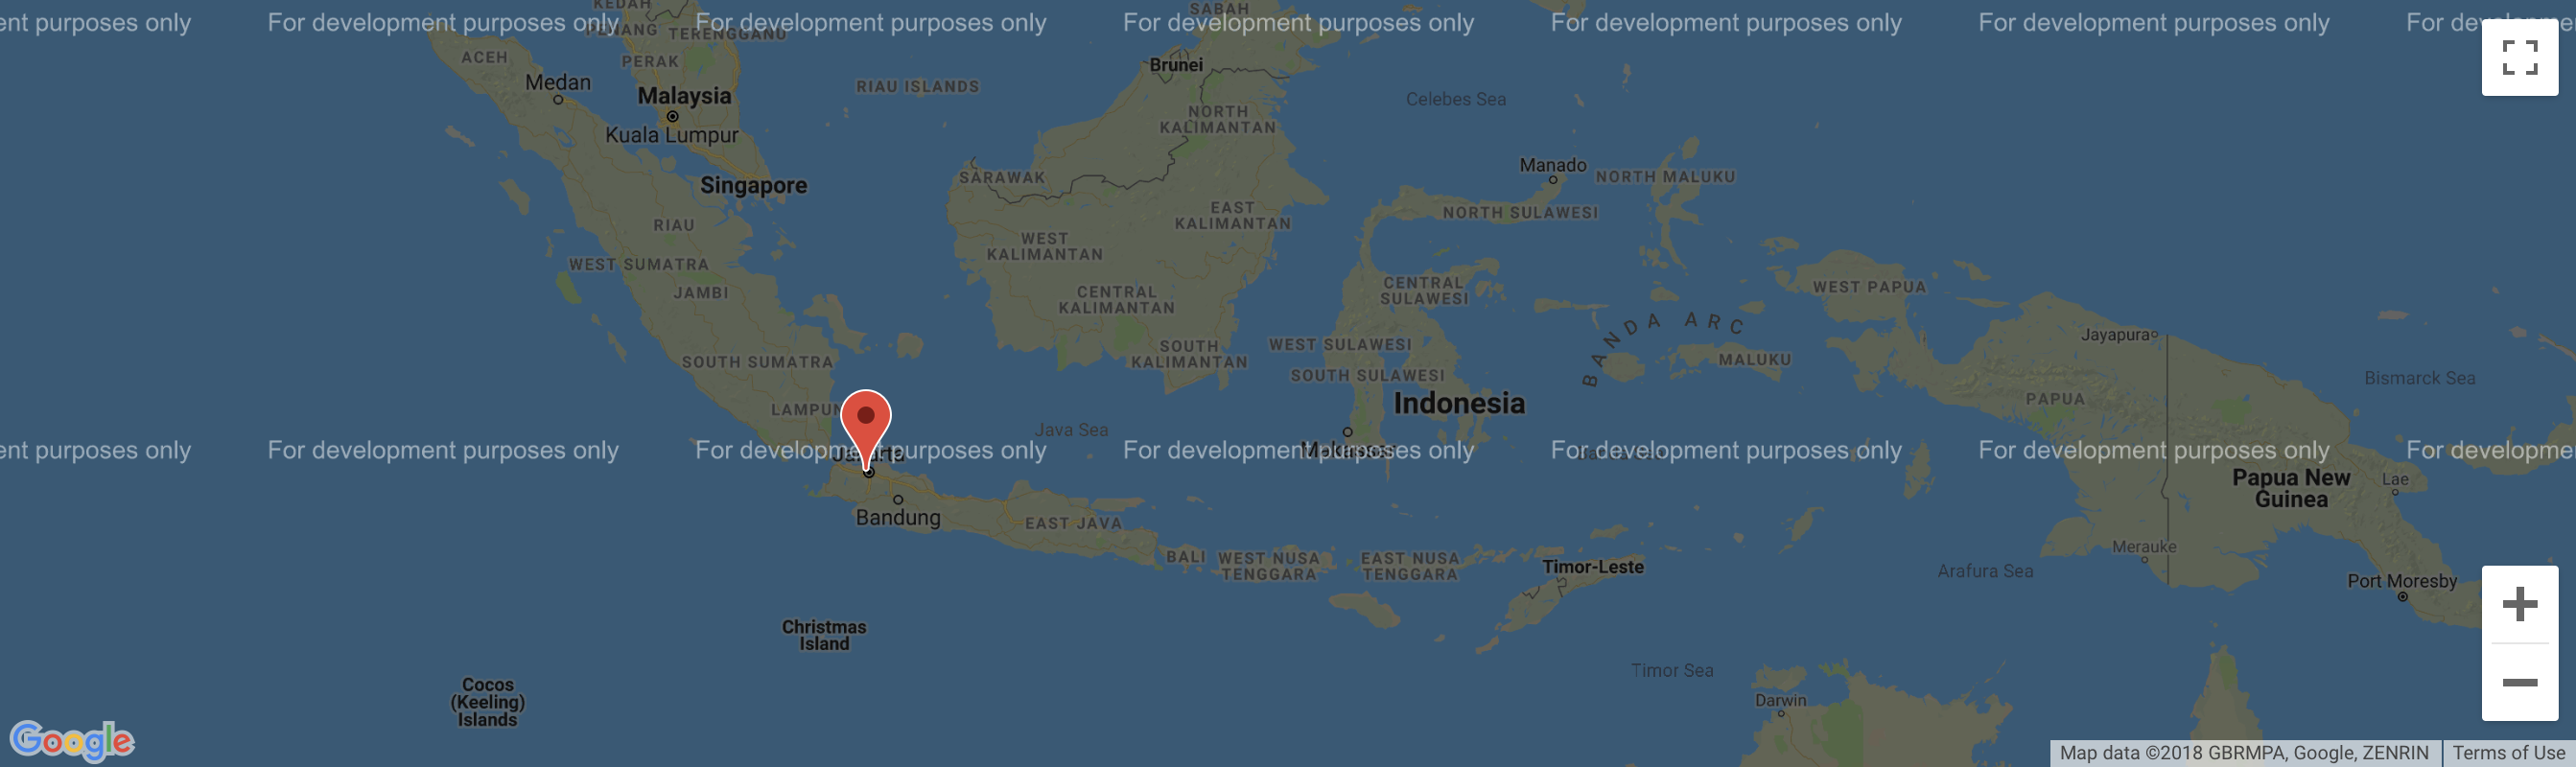 KEDAH
SABAH
For development purposes only
For development purposes only
For development purposes only
For development purposes only
For development purposes only
PENANG
TERENGGANU
ACEH
PERAK
Brunei
Medan
Malaysia
RIAU ISLANDS
Celebes Sea
NORTH
KALIMANTAN
Kuala Lumpur
Manado
SARAWAK
NORTH MALUKU
Singapore
EAST
KALIMANTAN
NORTH SULAWESI
RIAU
WEST
KALIMANTAN
WEST SUMATRA
CENTRAL
SULAWESI
WEST PAPUA
JAMBI
CENTRAL
KALIMANTAN
BANDA ARC
Jayapura
SOUTH
KALIMANTAN
WEST SULAWESI
MALUKU
SOUTH SUMATRA
SOUTH SULAWESI
Bismarck Sea
Indonesia
PAPUA
LAMPUN
Java Sea
ent purposes only
For development purposes only
For development purposes only
For development purposes only
For development purposes only
For development purposes only
For developme
Jakarta
Makassar
Papua New
Guinea
Lae
Bandung
EAST JAVA
Merauke
BALI
WEST NUSA
TENGGARA
EAST NUSA
TENGGARA
Timor-Leste
Arafura Sea
Port Moresby
Christmas
Island
Timor Sea
Cocos
(Keeling)
Islands
Darwin
Google
Map data ©2018 GBRMPA, Google, ZENRIN
Terms of Use